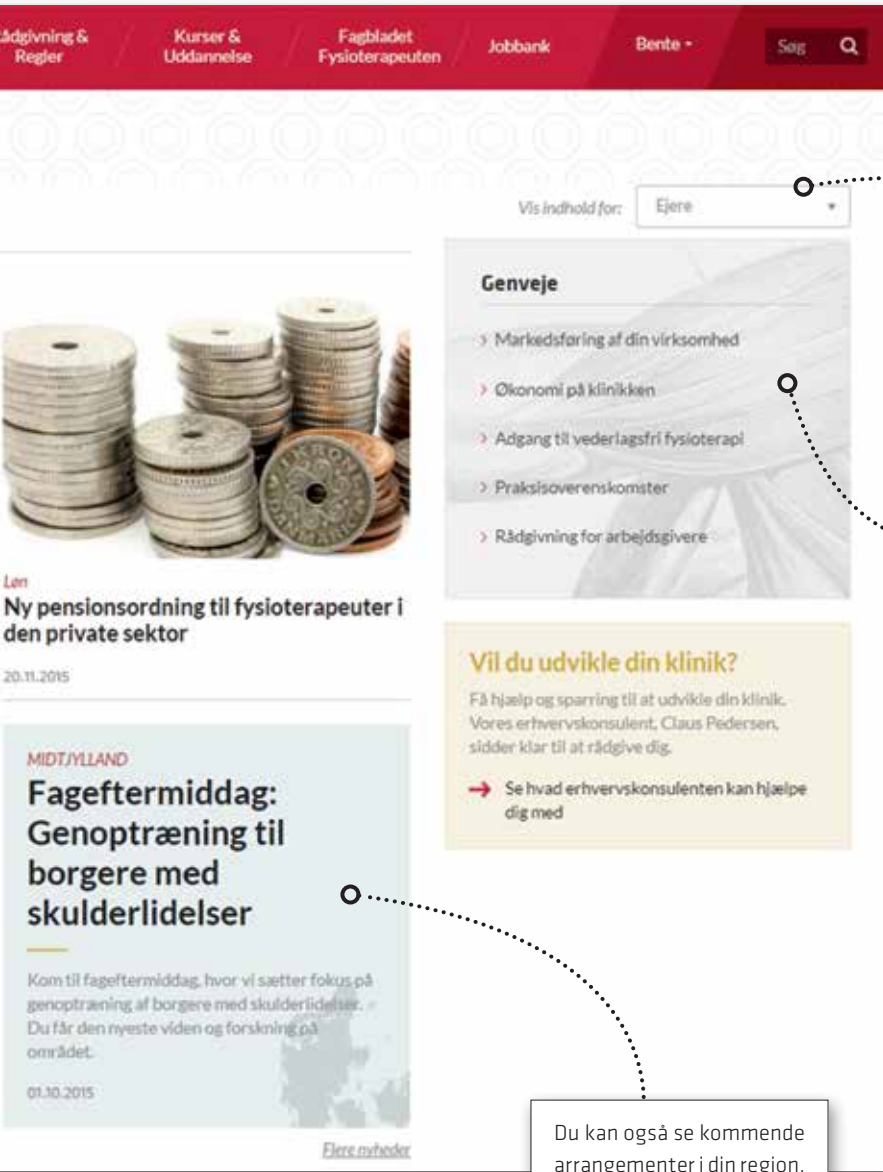 Rådgivning &
Regler
Kurser &
Uddannelse
Fagbladet
Fysioterapeuten
Jobbank
Bente
Søg
Vis indhold for:
Ejere
Løn
Ny pensionsordning til fysioterapeuter i
den private sektor
20.11.2015
MIDTJYLLAND
Fageftermiddag:
Genoptræning til
borgere med
skulderlidelser
Kom til fageftermiddag, hvor vi sætter fokus på
genoptræning af borgere med skulderlidelser.
Du får den nyeste viden og forskning på
området.
01.10.2015
Flere nyheder
Genveje
Markedsføring af din virksomhed
Økonomi på klinikken
Adgang til vederlagsfri fysioterapi
Praksisoverenskomster
Rådgivning for arbejdsgivere
Vil du udvikle din klinik?
Få hjælp og sparring til at udvikle din klinik.
Vores erhvervskonsulent, Claus Pedersen,
sidder klar til at rådgive dig.
Se hvad erhvervskonsulenten kan hjælpe
dig med
Du kan også se kommende
arrangementer i din region.